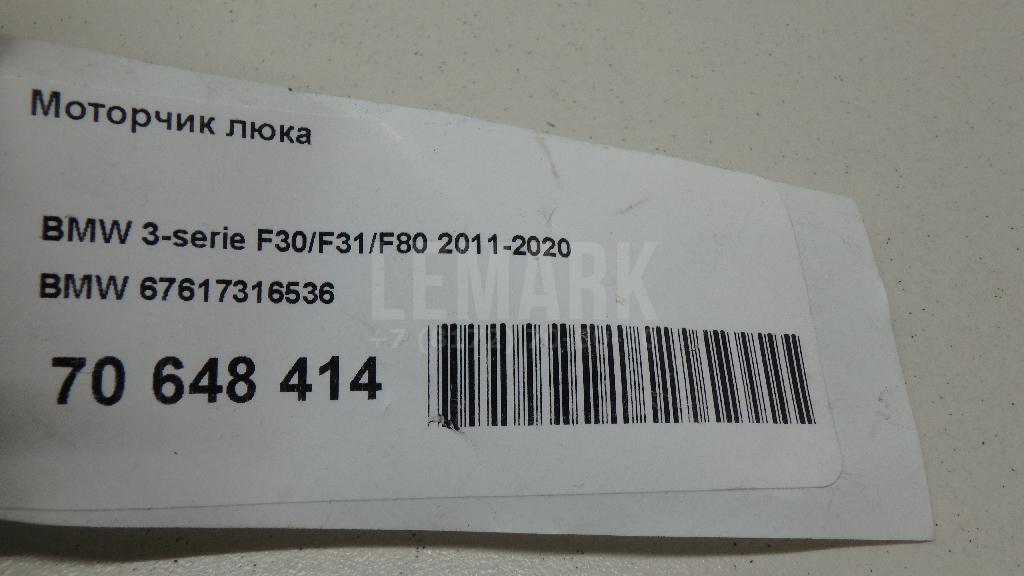 Моторчик люка
BMW 3-serie F30/F31/F80 2011-2020
BMW 67617316536
LEMARK
70 648 414